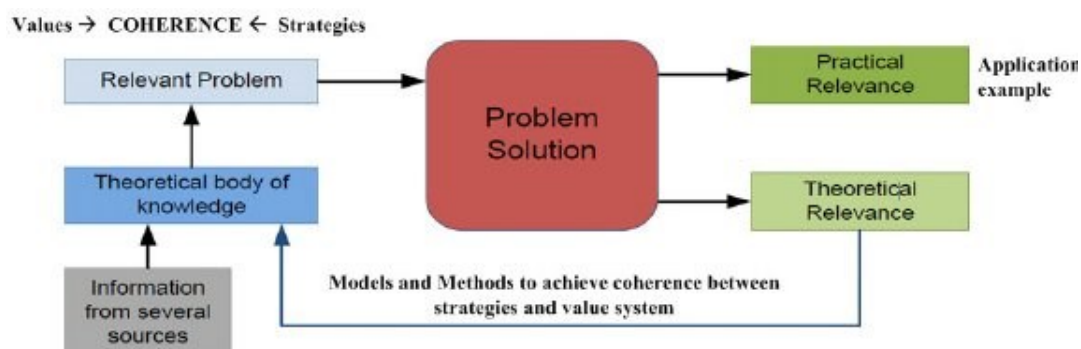 Values → COHERENCE ← Strategies
Relevant Problem
Problem
Solution
Practical
Relevance
Application
example
Theoretical body of
knowledge
Theoretical
Relevance
Models and Methods to achieve coherence between
strategies and value system
Information
from several
sources